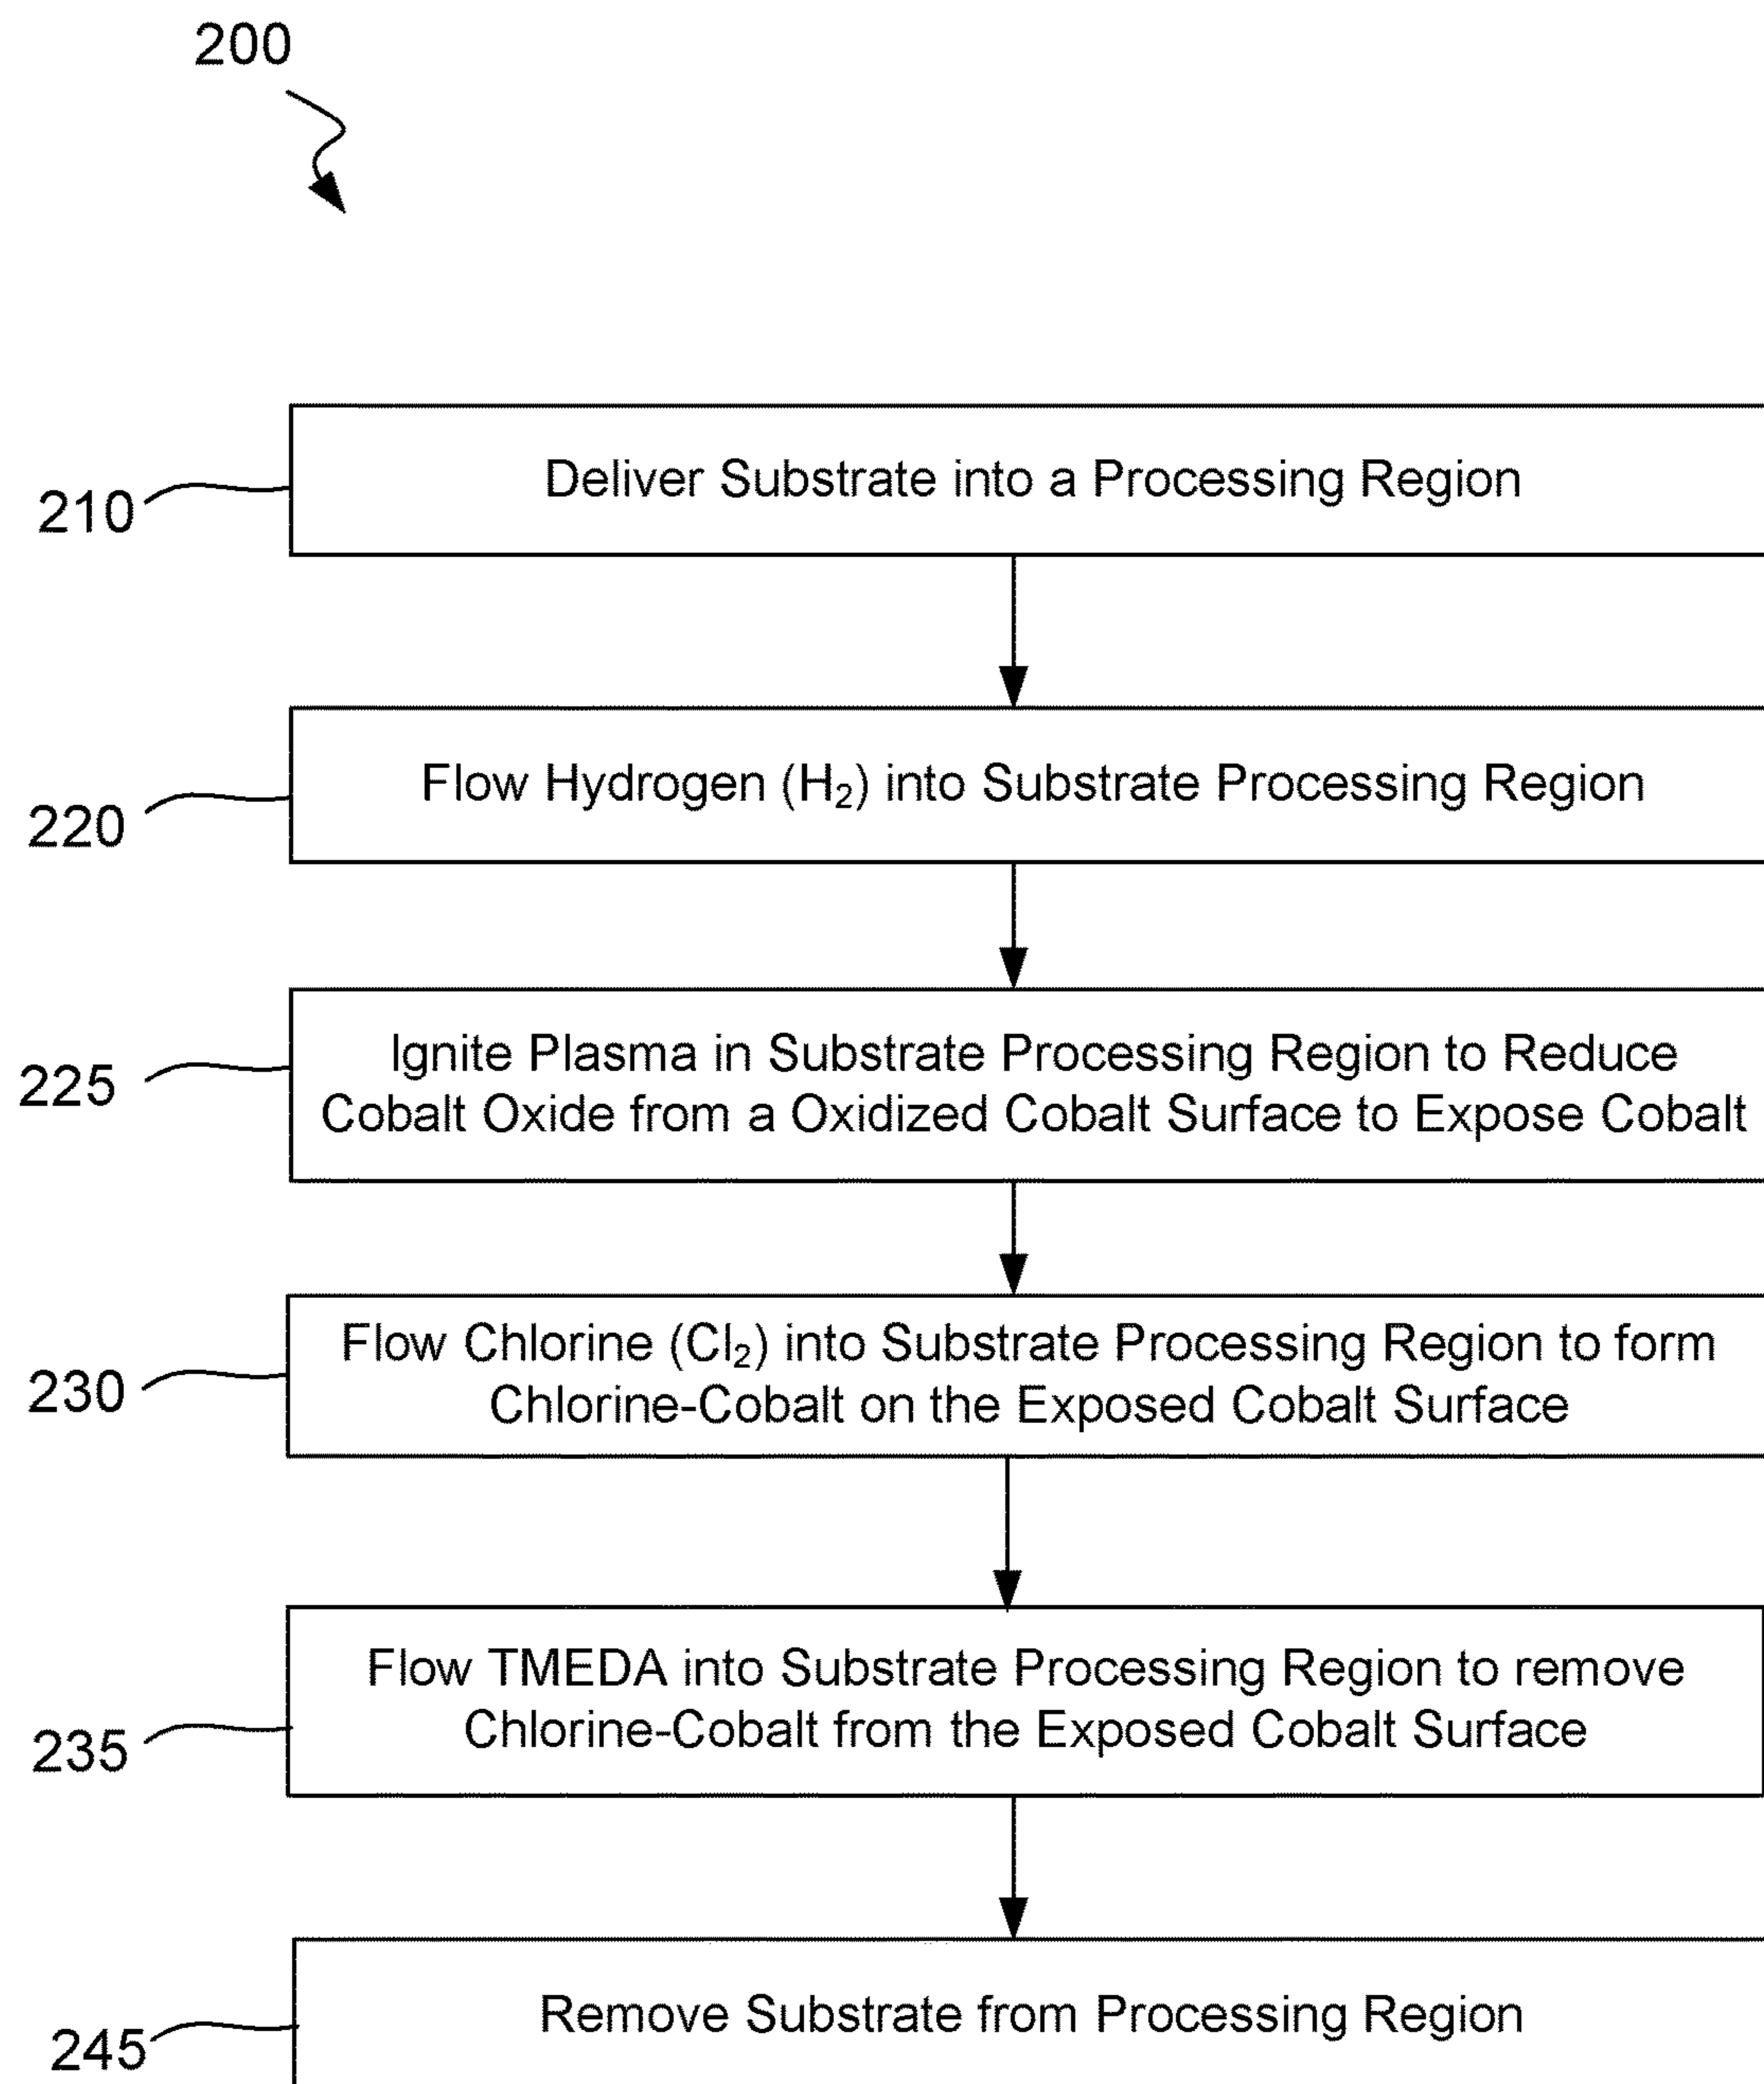 200
210
Deliver Substrate into a Processing Region
220
Flow Hydrogen (H₂) into Substrate Processing Region
225
Ignite Plasma in Substrate Processing Region to Reduce
Cobalt Oxide from a Oxidized Cobalt Surface to Expose Cobalt
230
Flow Chlorine (Cl₂) into Substrate Processing Region to form
Chlorine-Cobalt on the Exposed Cobalt Surface
235
Flow TMEDA into Substrate Processing Region to remove
Chlorine-Cobalt from the Exposed Cobalt Surface
245
Remove Substrate from Processing Region